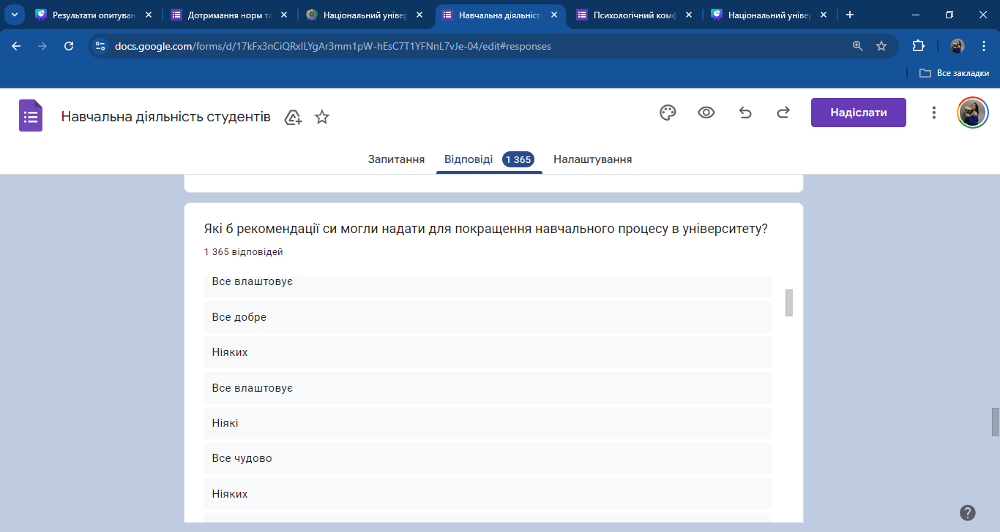 Результати опитуван
Дотримання норм та
Національний універ
Навчальна діяльніст
Психологічний комф
Національний універ
docs.google.com/forms/d/17kFx3nCiQRxILYgAr3mm1pW-hEsC7T1YFNnL7vJe-04/edit#responses
Все закладки
Навчальна діяльність студентів
Надіслати
Запитання
Відповіді 1 365
Налаштування
Які б рекомендації си могли надати для покращення навчального процесу в університету?
1 365 відповідей
Все влаштовує
Все добре
Ніяких
Все влаштовує
Ніякі
Все чудово
Ніяких